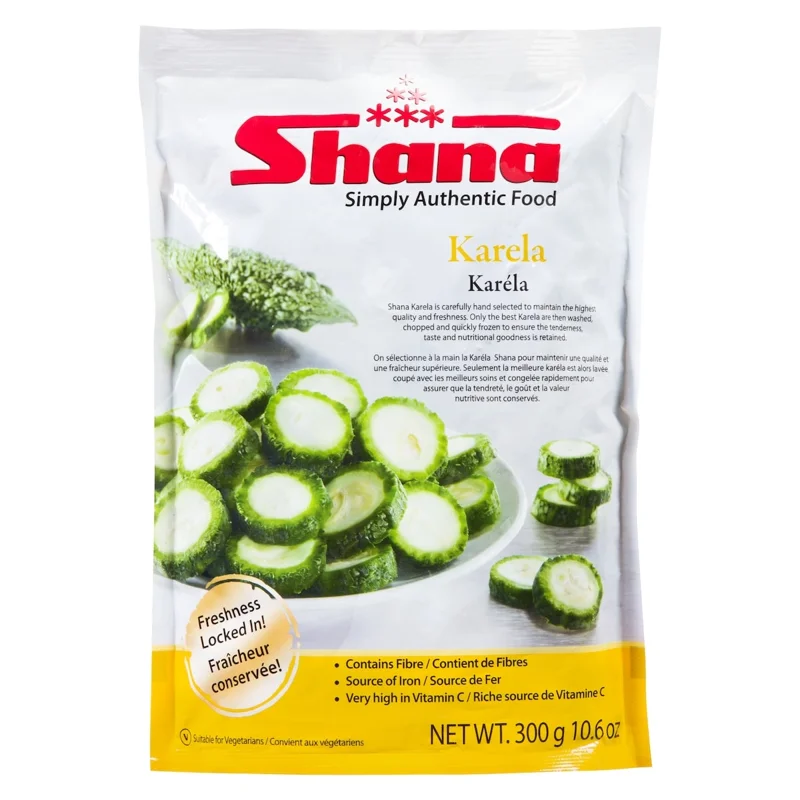 Shana
Simply Authentic Food
Karela
Karéla
Shana Karela is carefully hand selected to maintain the highest
quality and freshness. Only the best Karela are then washed,
chopped and quickly frozen to ensure the tenderness,
taste and nutritional goodness is retained.
On sélectionne à la main la Karéla Shana pour maintenir une qualité et
une fraîcheur supérieure. Seulement la meilleure karéla est alors lavée,
coupé avec les meilleurs soins et congelée rapidement pour
assurer que la tendreté, le goût et la valeur
nutritive sont conservés.
Freshness
Locked In!
Fraîcheur
conservée!
• Contains Fibre / Contient de Fibres
• Source of Iron / Source de Fer
• Very high in Vitamin C / Riche source de Vitamine C
V Suitable for Vegetarians / Convient aux végétariens
NET WT. 300 g 10.6 oz